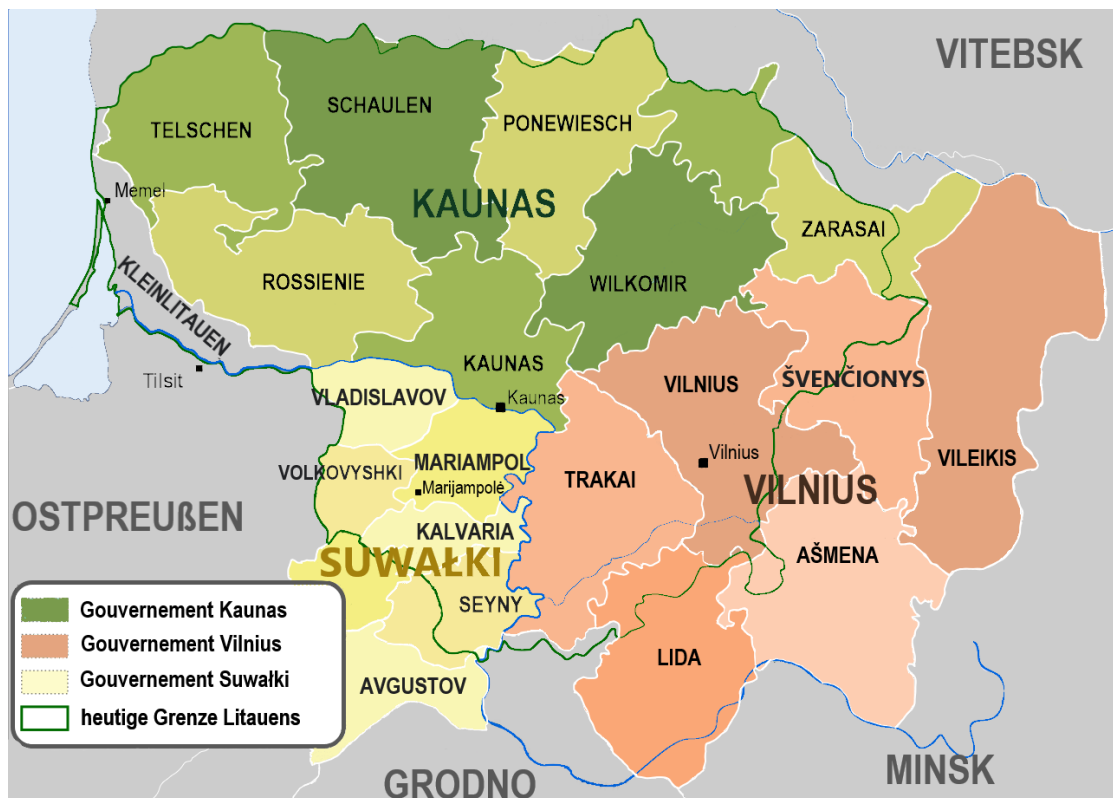 VITEBSK
SCHAULEN
PONEWIESCH
TELSCHEN
Memel
KAUNAS
ZARASAI
KLEINLITAUEN
ROSSIENIE
WILKOMIR
Tilsit
KAUNAS
Kaunas
VLADISLAVOV
VILNIUS
ŠVENČIONYS
VOLKOVYSHKI
MARIAMPOL
Marijampolė
TRAKAI
Vilnius
VILNIUS
VILEIKIS
OSTPREUßEN
KALVARIA
SUWAŁKI
AŠMENA
SEYNY
LIDA
AVGUSTOV
Gouvernement Kaunas
Gouvernement Vilnius
Gouvernement Suwałki
heutige Grenze Litauens
GRODNO
MINSK